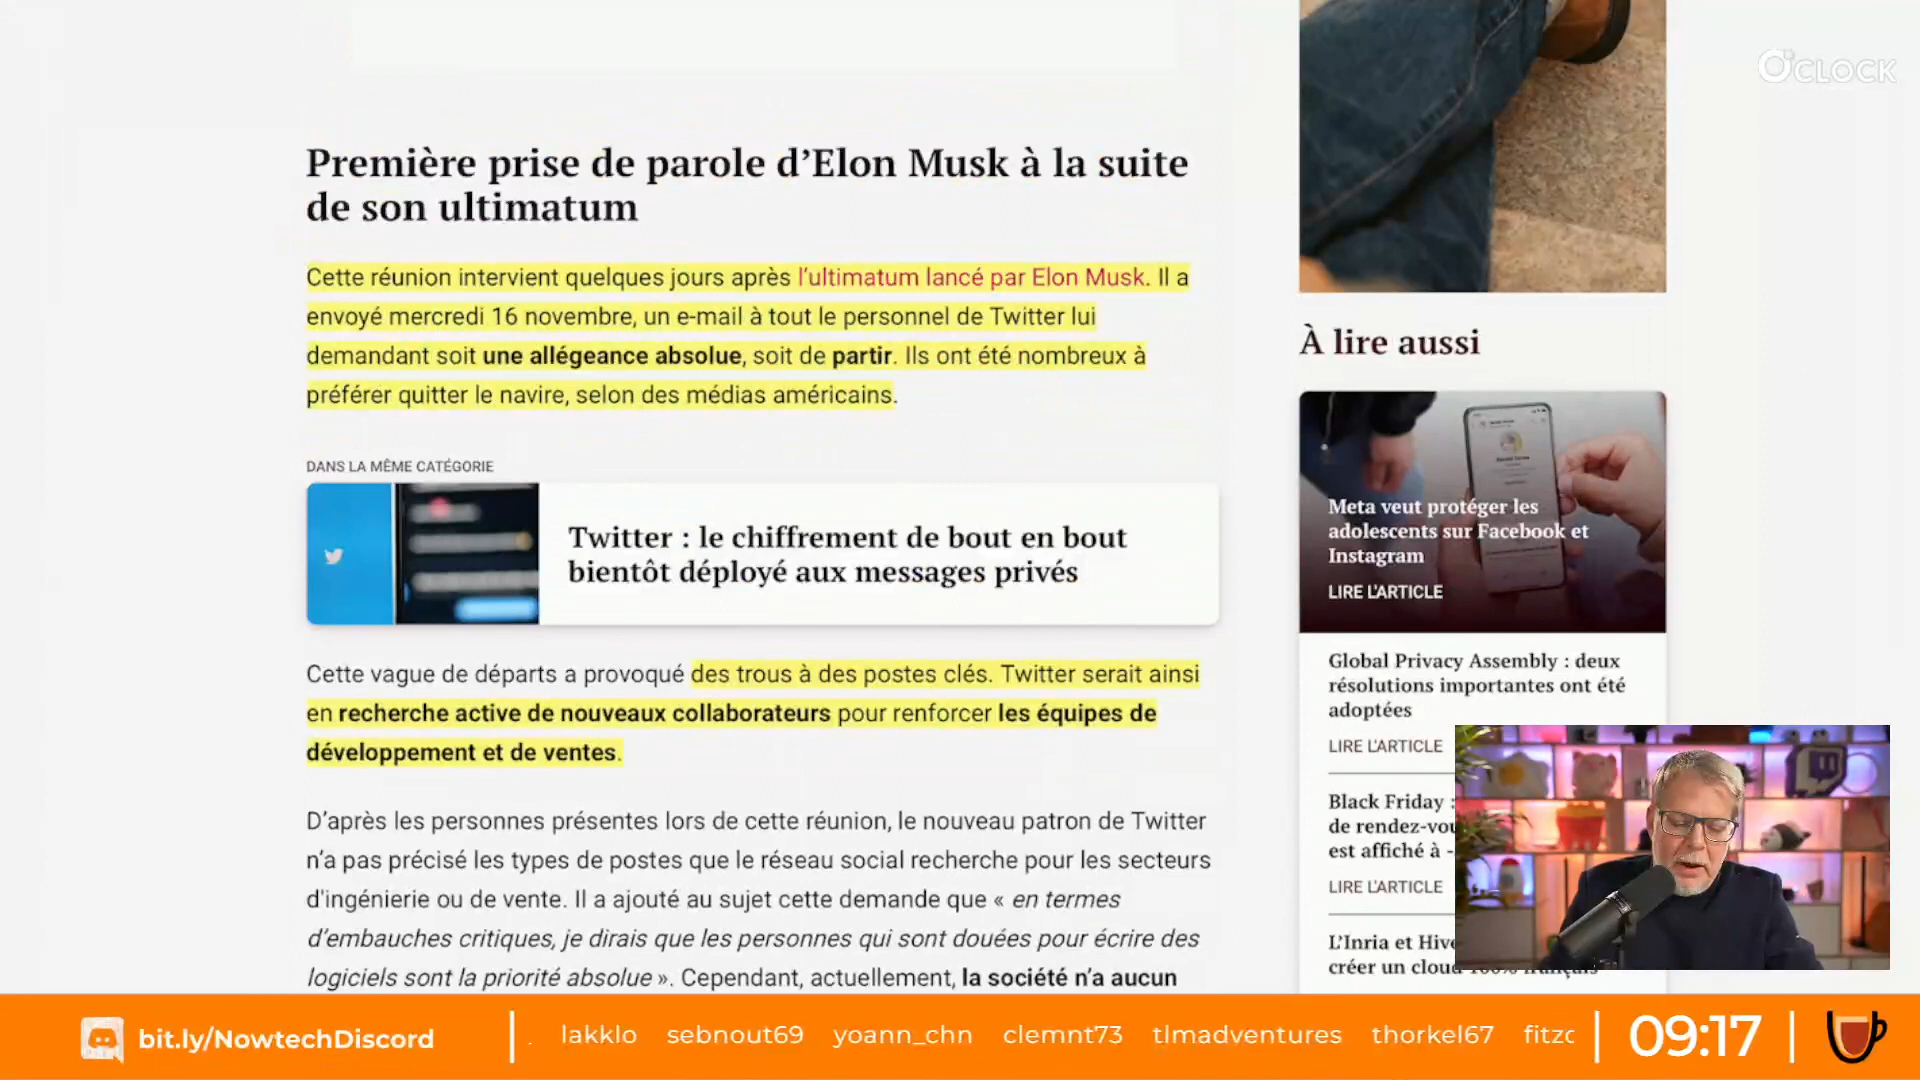 O'CLOCK
Première prise de parole d’Elon Musk à la suite
de son ultimatum
Cette réunion intervient quelques jours après l’ultimatum lancé par Elon Musk. Il a
envoyé mercredi 16 novembre, un e-mail à tout le personnel de Twitter lui
demandant soit une allégeance absolue, soit de partir. Ils ont été nombreux à
préférer quitter le navire, selon des médias américains.
DANS LA MÊME CATÉGORIE
Twitter : le chiffrement de bout en bout
bientôt déployé aux messages privés
Cette vague de départs a provoqué des trous à des postes clés. Twitter serait ainsi
en recherche active de nouveaux collaborateurs pour renforcer les équipes de
développement et de ventes.
D’après les personnes présentes lors de cette réunion, le nouveau patron de Twitter
n’a pas précisé les types de postes que le réseau social recherche pour les secteurs
d'ingénierie ou de vente. Il a ajouté au sujet cette demande que « en termes
d’embauches critiques, je dirais que les personnes qui sont douées pour écrire des
logiciels sont la priorité absolue ». Cependant, actuellement, la société n’a aucun
À lire aussi
Meta veut protéger les
adolescents sur Facebook et
Instagram
LIRE L’ARTICLE
Global Privacy Assembly : deux
résolutions importantes ont été
adoptées
LIRE L’ARTICLE
Black Friday :
de rendez-vou
est affiché à -
LIRE L’ARTICLE
L’Inria et Hive
créer un cloud 100% français
bit.ly/NowtechDiscord
. lakklo sebnout69 yoann_chn clemnt73 tlmadventures thorkel67 fitzc
09:17